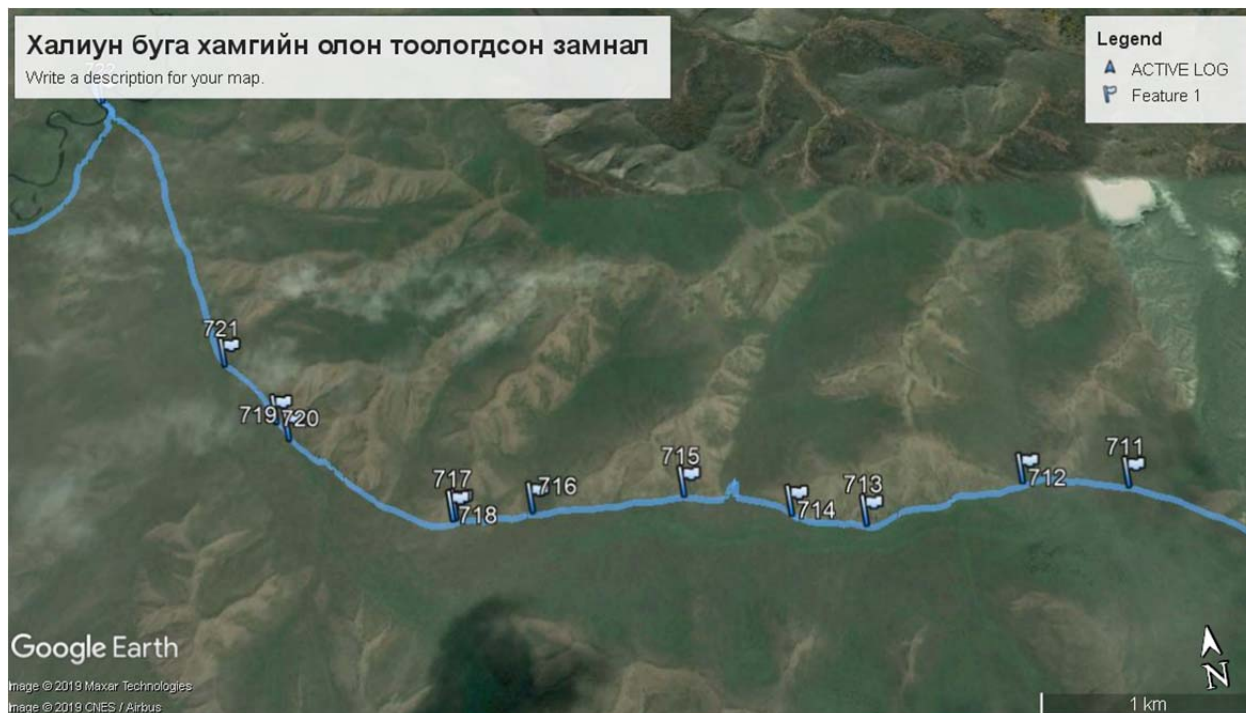 Халиун буга хамгийн олон тоологдсон замнал
Write a description for your map.
Legend
ACTIVE LOG
Feature 1
721
719
720
717
718
716
715
714
713
712
711
Google Earth
Image © 2019 Maxar Technologies
Image © 2019 CNES / Airbus
N
1 km